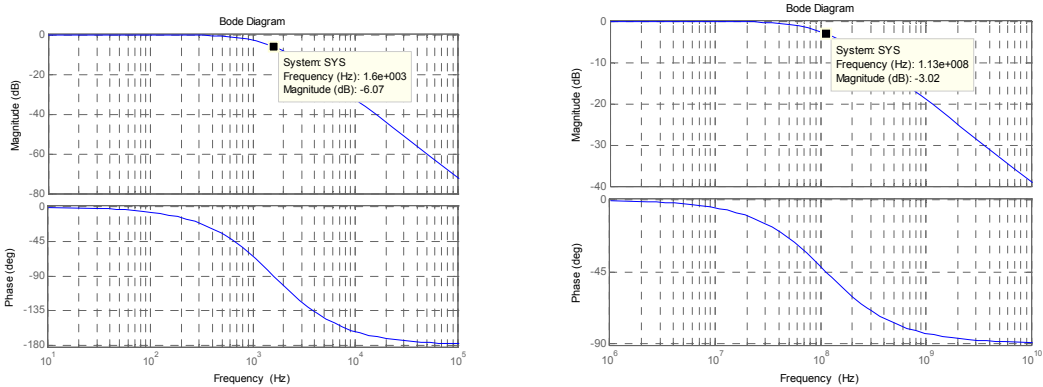 Bode Diagram
0
-20
-40
-60
-80
Magnitude (dB)
System: SYS
Frequency (Hz): 1.6e+003
Magnitude (dB): -6.07
0
-45
-90
-135
-180
Phase (deg)
10^1 10^2 10^3 10^4 10^5
Frequency (Hz)
Bode Diagram
0
-10
-20
-30
-40
Magnitude (dB)
System: SYS
Frequency (Hz): 1.13e+008
Magnitude (dB): -3.02
0
-45
-90
Phase (deg)
10^6 10^7 10^8 10^9 10^10
Frequency (Hz)